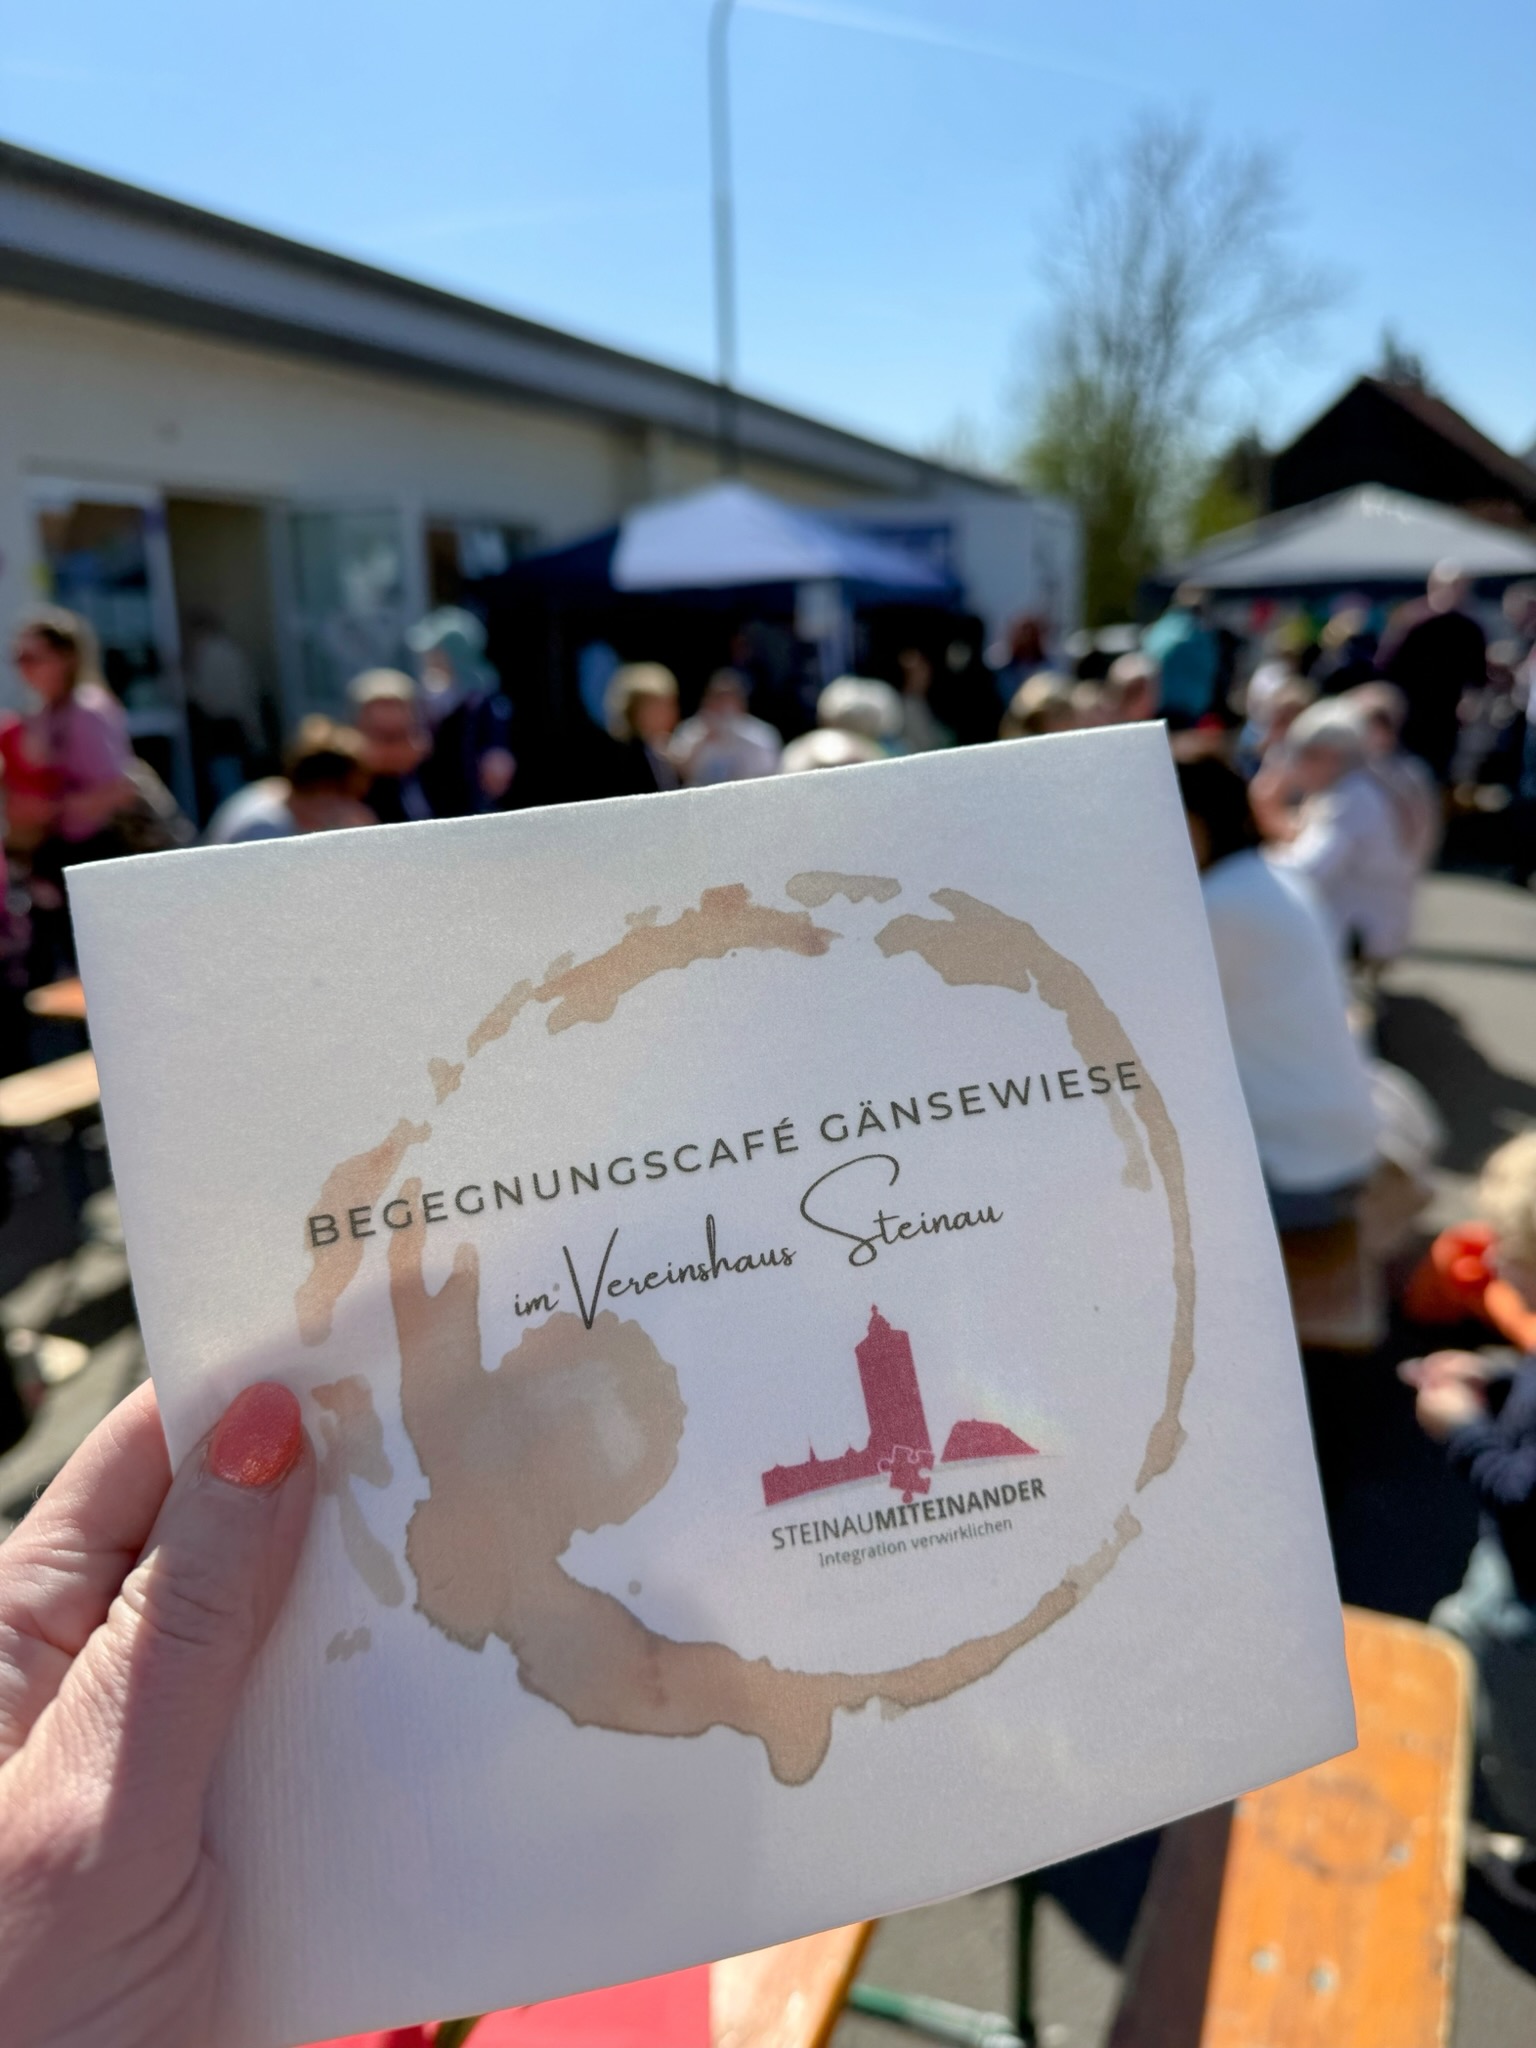 BEGEGNUNGSCAFÉ GÄNSEWIESE
im Vereinshaus Steinau
STEINAUMITEINANDER
Integration verwirklichen